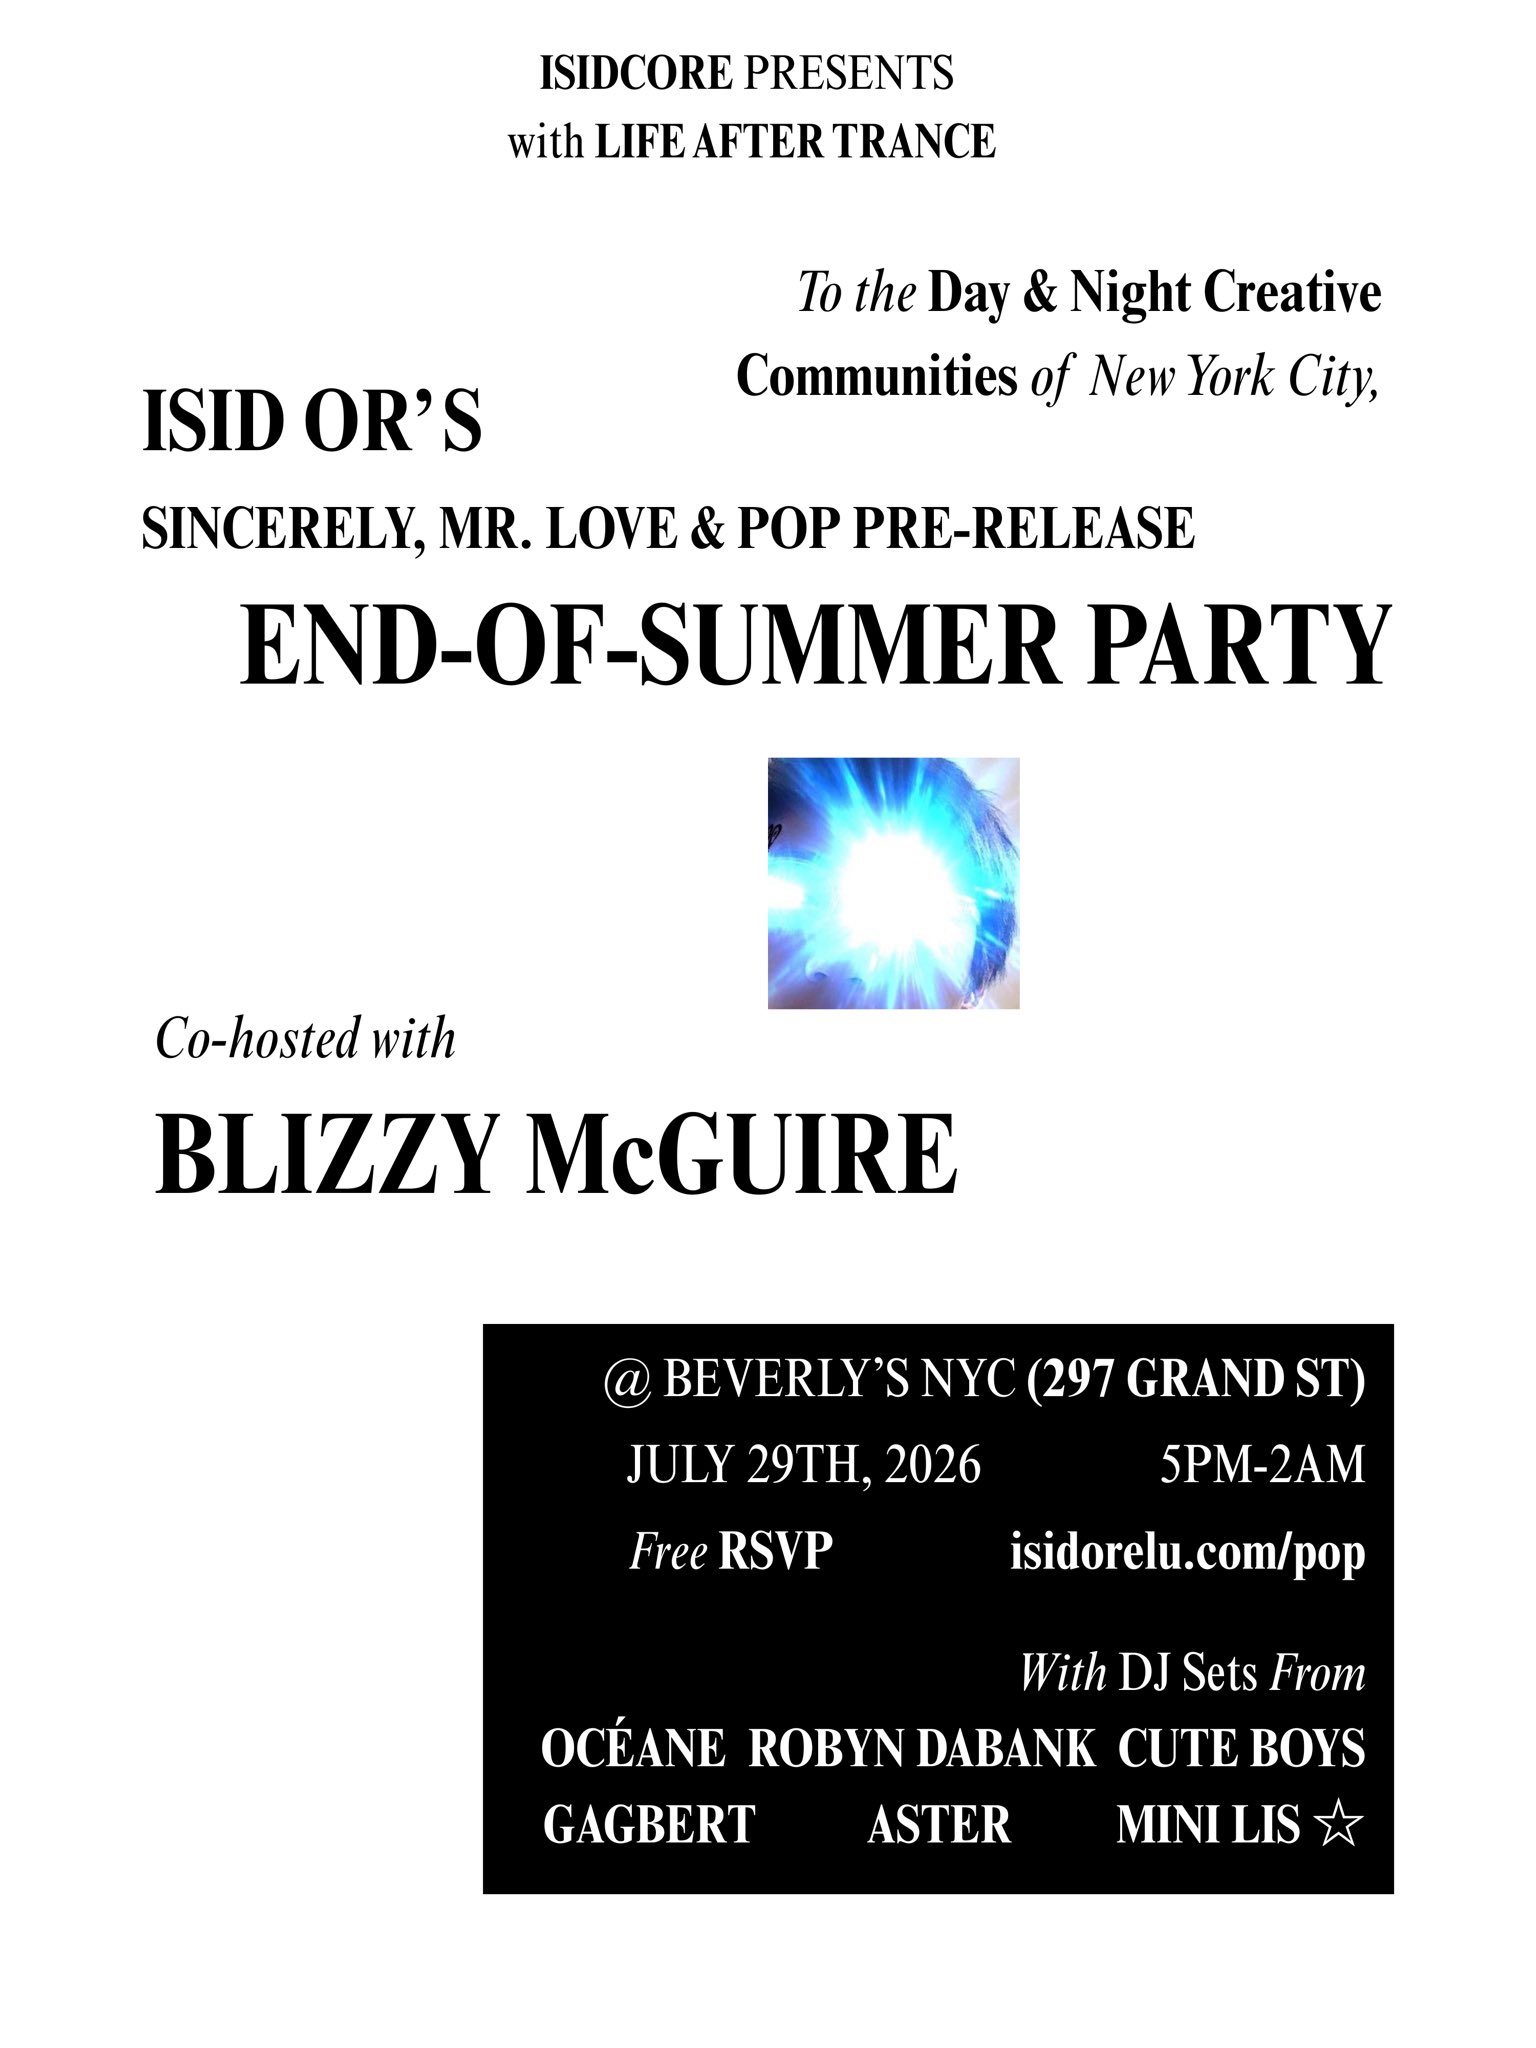 ISIDCORE PRESENTS
with LIFE AFTER TRANCE
To the Day & Night Creative
Communities of New York City,
ISID OR’S
SINCERELY, MR. LOVE & POP PRE-RELEASE
END-OF-SUMMER PARTY
Co-hosted with
BLIZZY McGUIRE
@ BEVERLY’S NYC (297 GRAND ST)
JULY 29TH, 2026 5PM-2AM
Free RSVP isidorelu.com/pop
With DJ Sets From
OCÉANE ROBYN DABANK CUTE BOYS
GAGBERT ASTER MINI LIS ☆